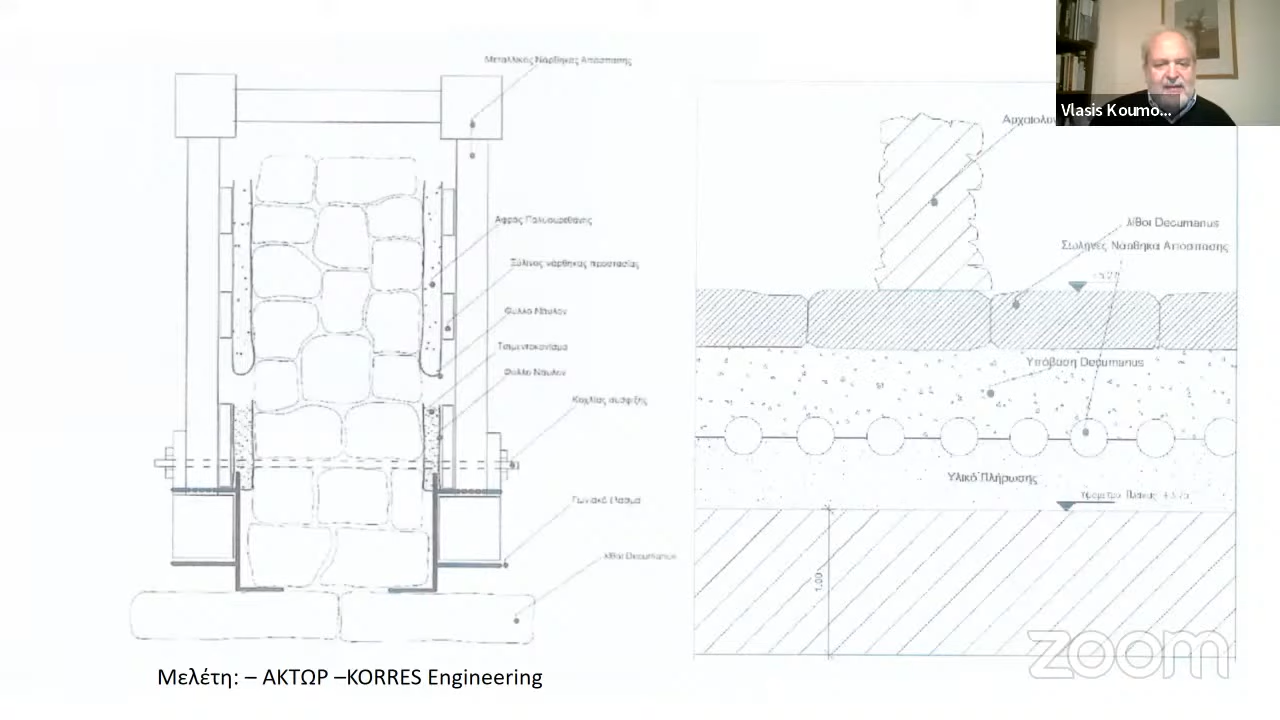 Μεταλλικός Νάρθηκας Απόσπασης
Αφρός Πολυουρεθάνης
Ξύλινος νάρθηκας προστασίας
Φύλλο Νάυλον
Τσιμεντοκονίαμα
Φύλλο Νάυλον
Κοχλίας σύσφιξης
Γωνιακό έλασμα
λίθοι Decumanus
Vlasis Koumo...
λίθοι Decumanus
Σωλήνες Νάρθηκα Απόσπασης
Υπόβαση Decumanus
Υλικό Πλήρωσης
1.00
zoom
Μελέτη: – ΑΚΤΩΡ –KORRES Engineering